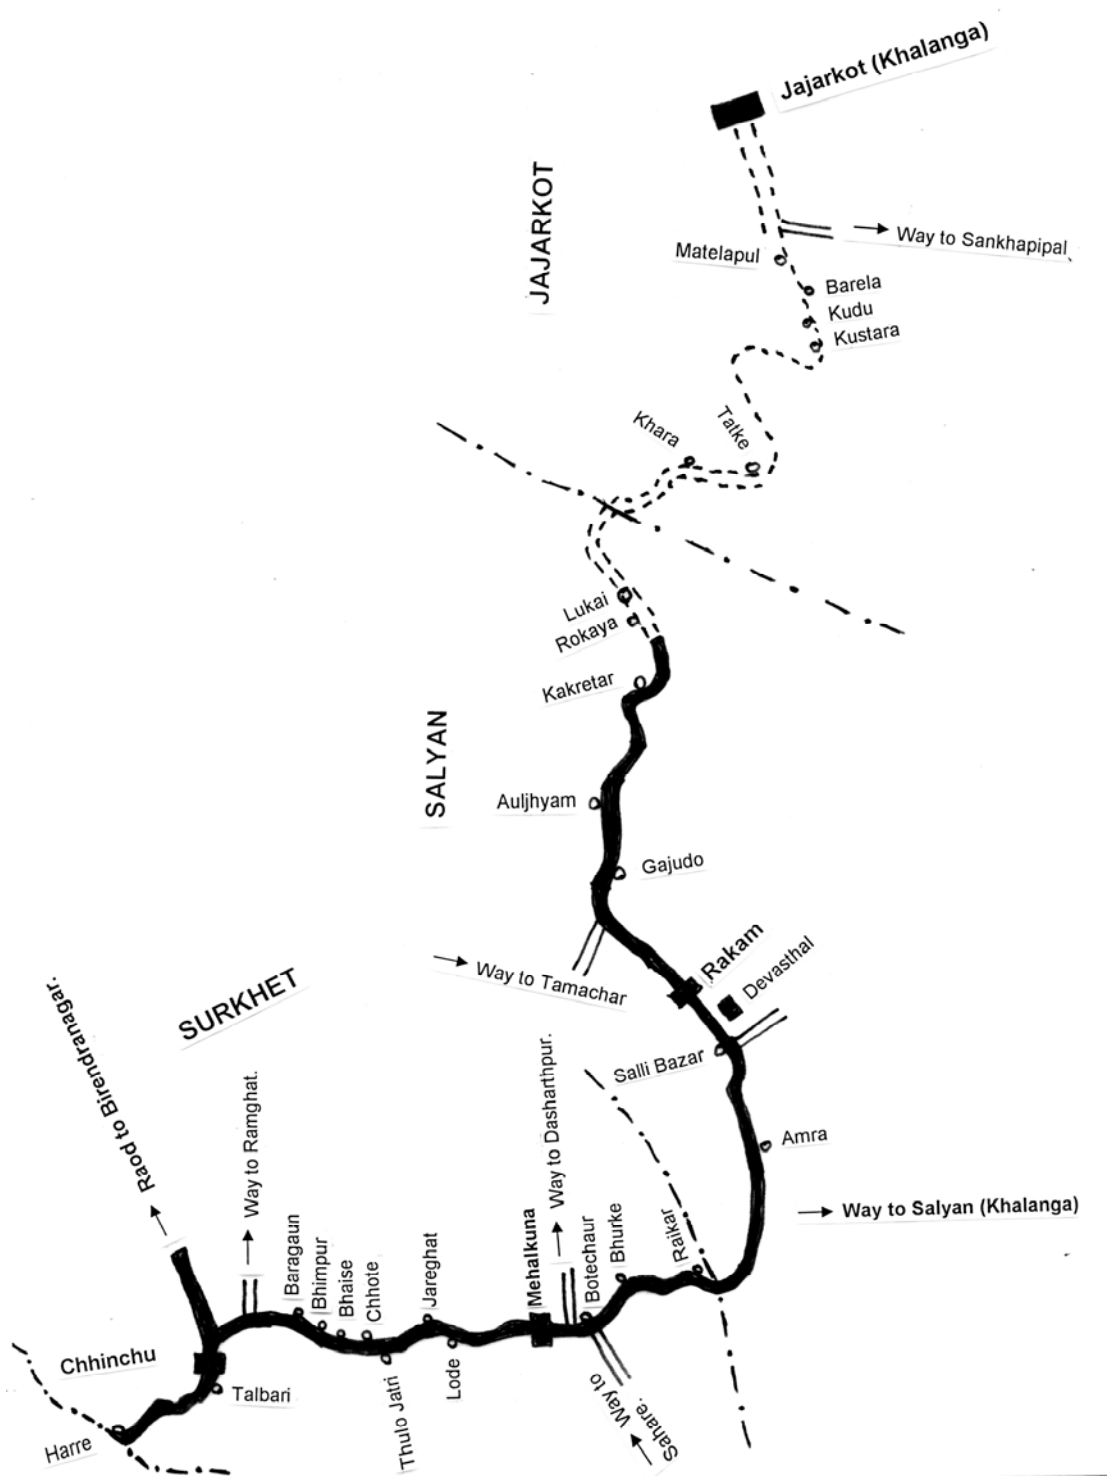 Jajarkot (Khalanga)
JAJARKOT
Way to Sankhapipal
Matelapul
Barela
Kudu
Kustara
Khara
Tatke
Lukai
Rokaya
Kakretar
SALYAN
Auljhyam
Gajudo
Rakam
Devasthal
Way to Tamachar
Salli Bazar
Amra
Way to Salyan (Khalanga)
SURKHET
Raod to Birendranagar.
Way to Ramghat.
Way to Dasharthpur.
Baragaun
Bhimpur
Bhaise
Chhote
Jareghat
Mehalkuna
Botechaur
Bhurke
Raikar
Chhinchu
Talbari
Harre
Thulo Jatri
Lode
Way to
Sahare.